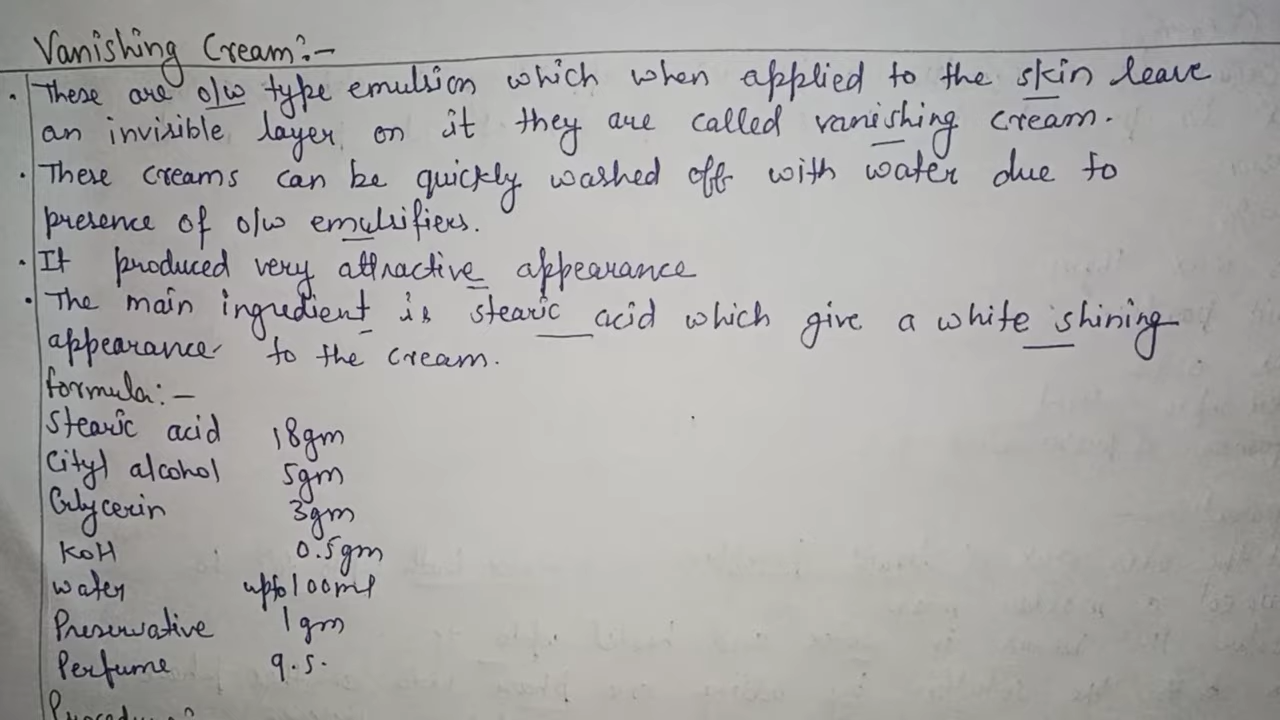 Vanishing Cream:-
• These are o/w type emulsion which when applied to the skin leave
an invisible layer on it they are called vanishing cream.
• These creams can be quickly washed off with water due to
presence of o/w emulsifiers.
• It produced very attractive appearance
• The main ingredient is stearic acid which give a white shining
appearance to the cream.
formula:-
Stearic acid 18gm
Cityl alcohol 5gm
Glycerin 3gm
KOH 0.5gm
water upto 100ml
Preservative 1gm
Perfume q.s.